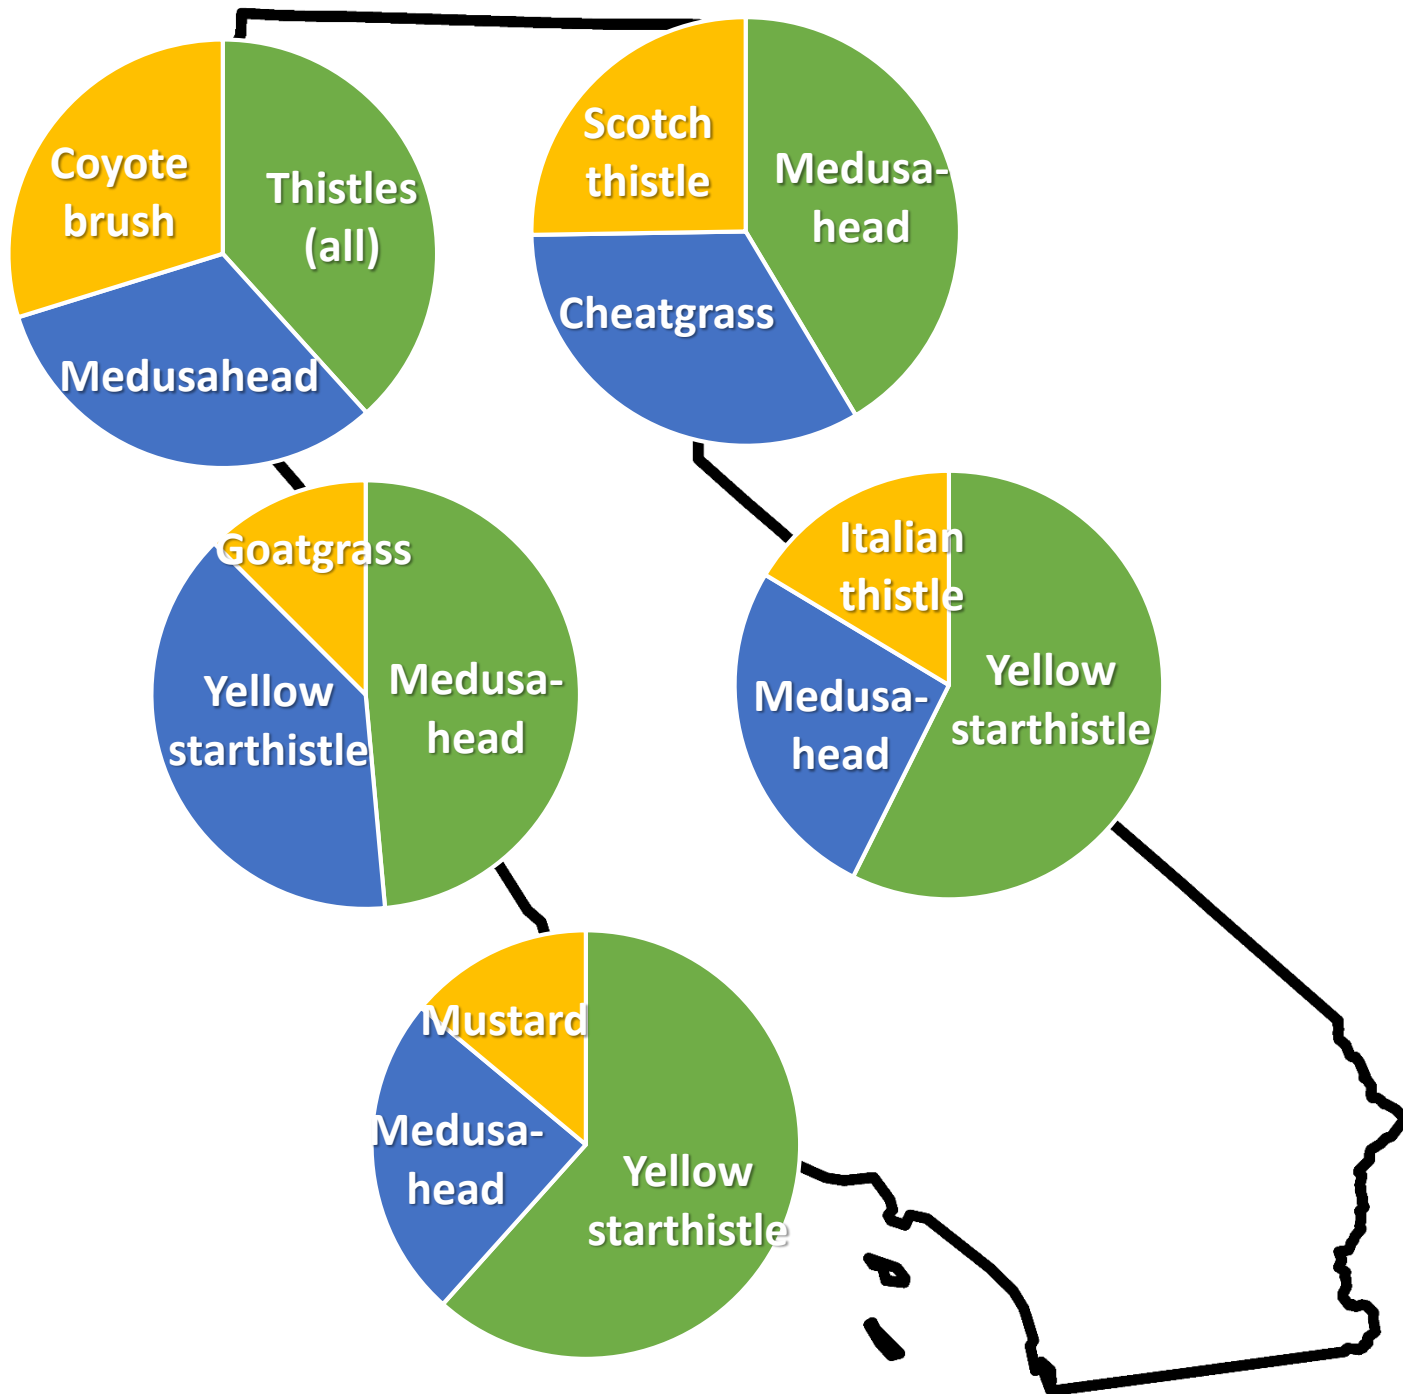 Coyote
brush
Thistles
(all)
Medusahead
Scotch
thistle
Medusa-
head
Cheatgrass
Goatgrass
Yellow
starthistle
Medusa-
head
Italian
thistle
Medusa-
head
Yellow
starthistle
Mustard
Medusa-
head
Yellow
starthistle